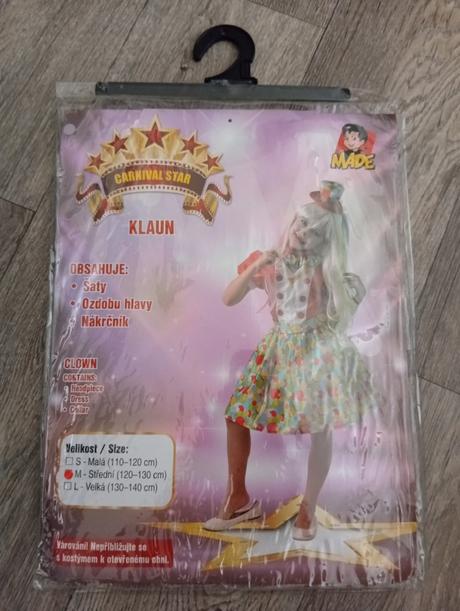 CARNIVAL STAR
MADE
KLAUN
OBSAHUJE:
• Šaty
• Ozdobu hlavy
Nákrčník
CLOWN
CONTAINS:
• Headpiece
• Dress
• Collar
Velikost / Size:
S - Malá (110–120 cm)
M - Střední (120–130 cm)
L - Velká (130–140 cm)
Varování! Nepřibližujte se
s kostýmem k otevřenému ohni.